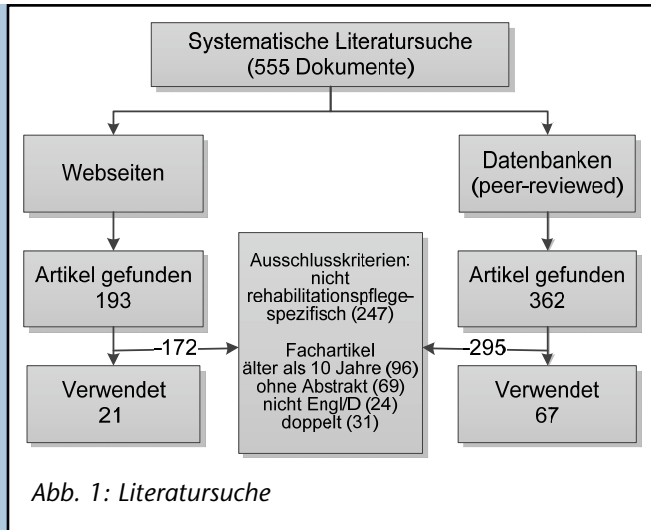 Systematische Literatursuche
(555 Dokumente)
Webseiten
Datenbanken
(peer-reviewed)
Artikel gefunden
193
Ausschlusskriterien:
nicht
rehabilitationspflege-
spezifisch (247)
Fachartikel
älter als 10 Jahre (96)
ohne Abstrakt (69)
nicht Engl/D (24)
doppelt (31)
Artikel gefunden
362
-172
-295
Verwendet
21
Verwendet
67
Abb. 1: Literatursuche